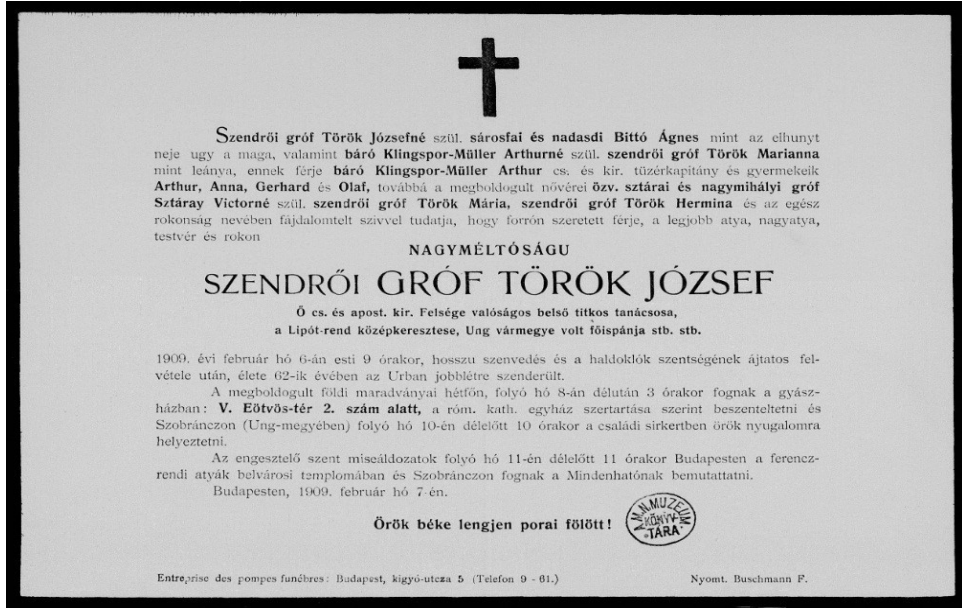 Szendrői gróf Török Józsefné szül. sárosfai és nadasdi Bittó Ágnes mint az elhunyt
neje ugy a maga, valamint báró Klingspor-Müller Arthurné szül. szendrői gróf Török Marianna
mint leánya, ennek férje báró Klingspor-Müller Arthur cs. és kir. tüzérkapitány és gyermekeik
Arthur, Anna, Gerhard és Olaf, továbbá a megboldogult nővérei özv. sztárai és nagymihályi gróf
Sztáray Victorné szül. szendrői gróf Török Mária, szendrői gróf Török Hermina és az egész
rokonság nevében fájdalomtelt szivvel tudatja, hogy forrón szeretett férje, a legjobb atya, nagyatya,
testvér és rokon
NAGYMÉLTÓSÁGU
SZENDRŐI GRÓF TÖRÖK JÓZSEF
Ő cs. és apost. kir. Felsége valóságos belső titkos tanácsosa,
a Lipót-rend középkeresztese, Ung vármegye volt főispánja stb. stb.
1909. évi február hó 6-án esti 9 órakor, hosszu szenvedés és a haldoklók szentségének ájtatos fel-
vétele után, élete 62-ik évében az Urban jobblétre szenderült.
A megboldogult földi maradványai hétfőn, folyó hó 8-án délután 3 órakor fognak a gyász-
házban: V. Eötvös-tér 2. szám alatt, a róm. kath. egyház szertartása szerint beszenteltetni és
Szobránczon (Ung-megyében) folyó hó 10-én délelőtt 10 órakor a családi sirkertben örök nyugalomra
helyeztetni.
Az engesztelő szent miseáldozatok folyó hó 11-én délelőtt 11 órakor Budapesten a ferencz-
rendi atyák belvárosi templomában és Szobránczon fognak a Mindenhatónak bemutattatni.
Budapesten, 1909. február hó 7-én.
Örök béke lengjen porai fölött!
A.M.N.MUZEUM
KÖNYV-
TÁRA
Entreprise des pompes funébres: Budapest, kigyó-utcza 5 (Telefon 9 - 61.)
Nyomt. Buschmann F.